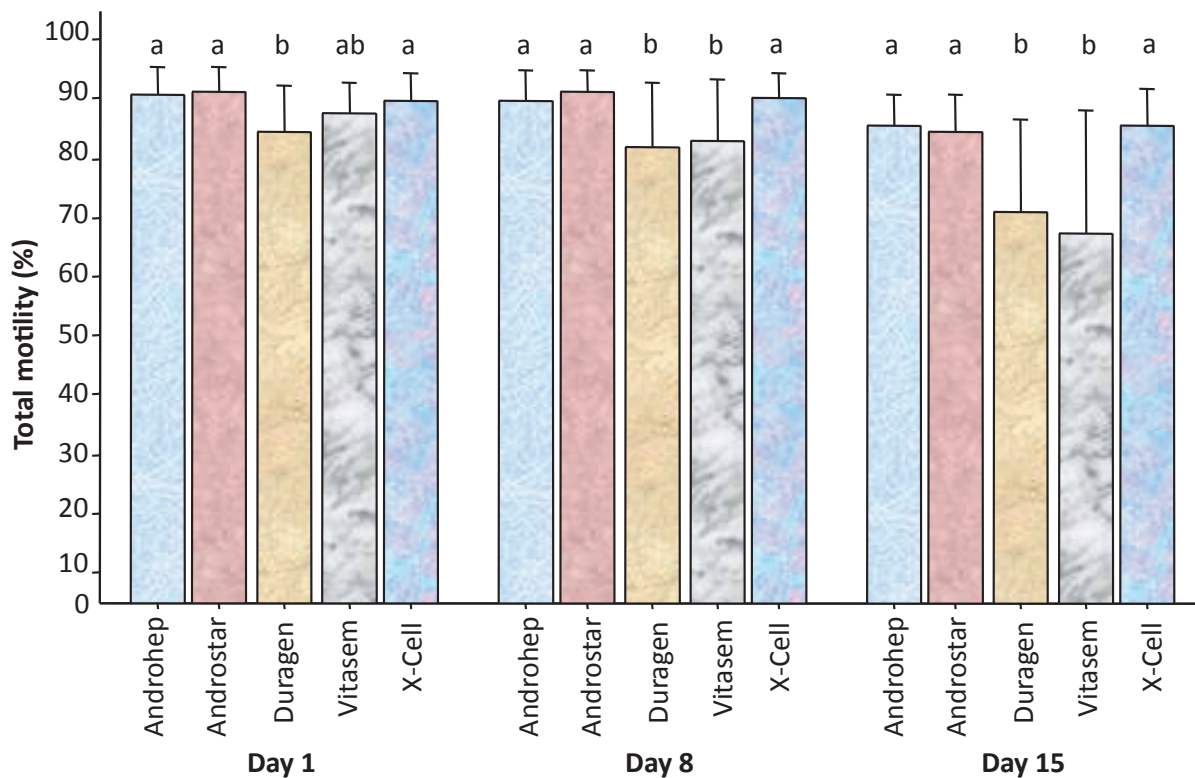 Total motility (%)
100
90
80
70
60
50
40
30
20
10
0
a a b ab a
a a b b a
a a b b a
Androhep
Androstar
Duragen
Vitasem
X-Cell
Androhep
Androstar
Duragen
Vitasem
X-Cell
Androhep
Androstar
Duragen
Vitasem
X-Cell
Day 1
Day 8
Day 15